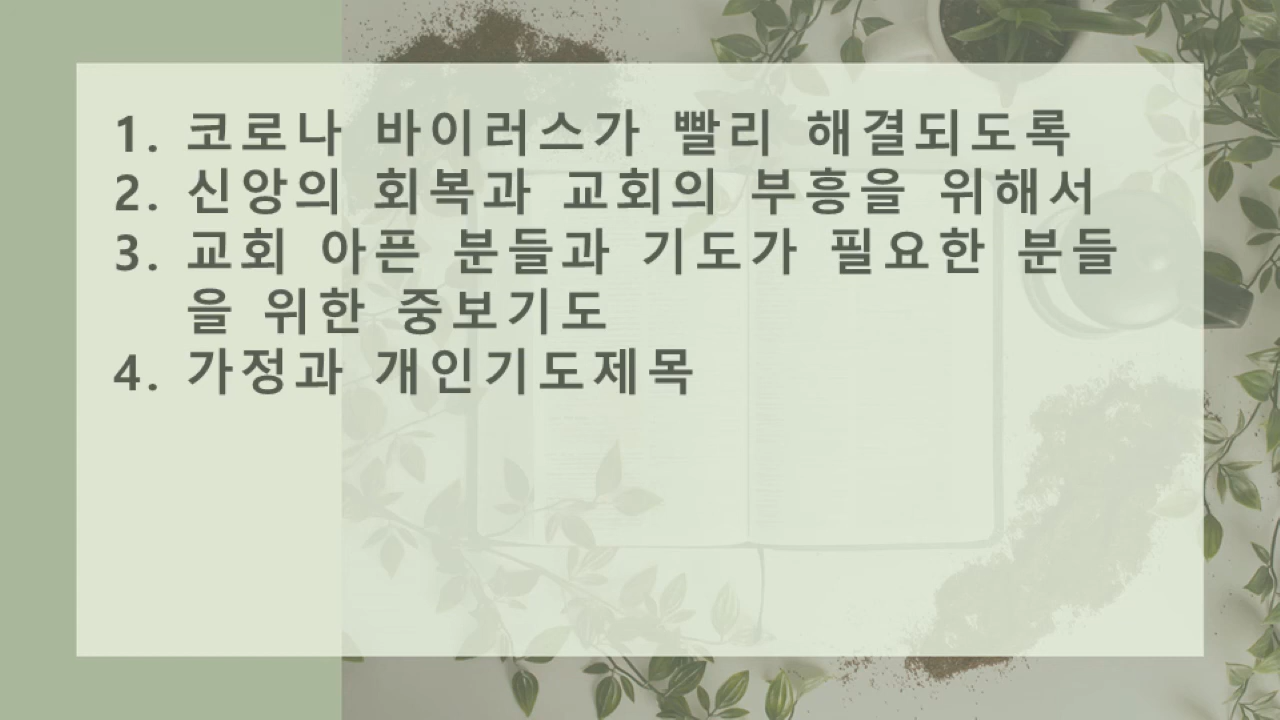 1. 코로나 바이러스가 빨리 해결되도록
2. 신앙의 회복과 교회의 부흥을 위해서
3. 교회 아픈 분들과 기도가 필요한 분들
을 위한 중보기도
4. 가정과 개인기도제목